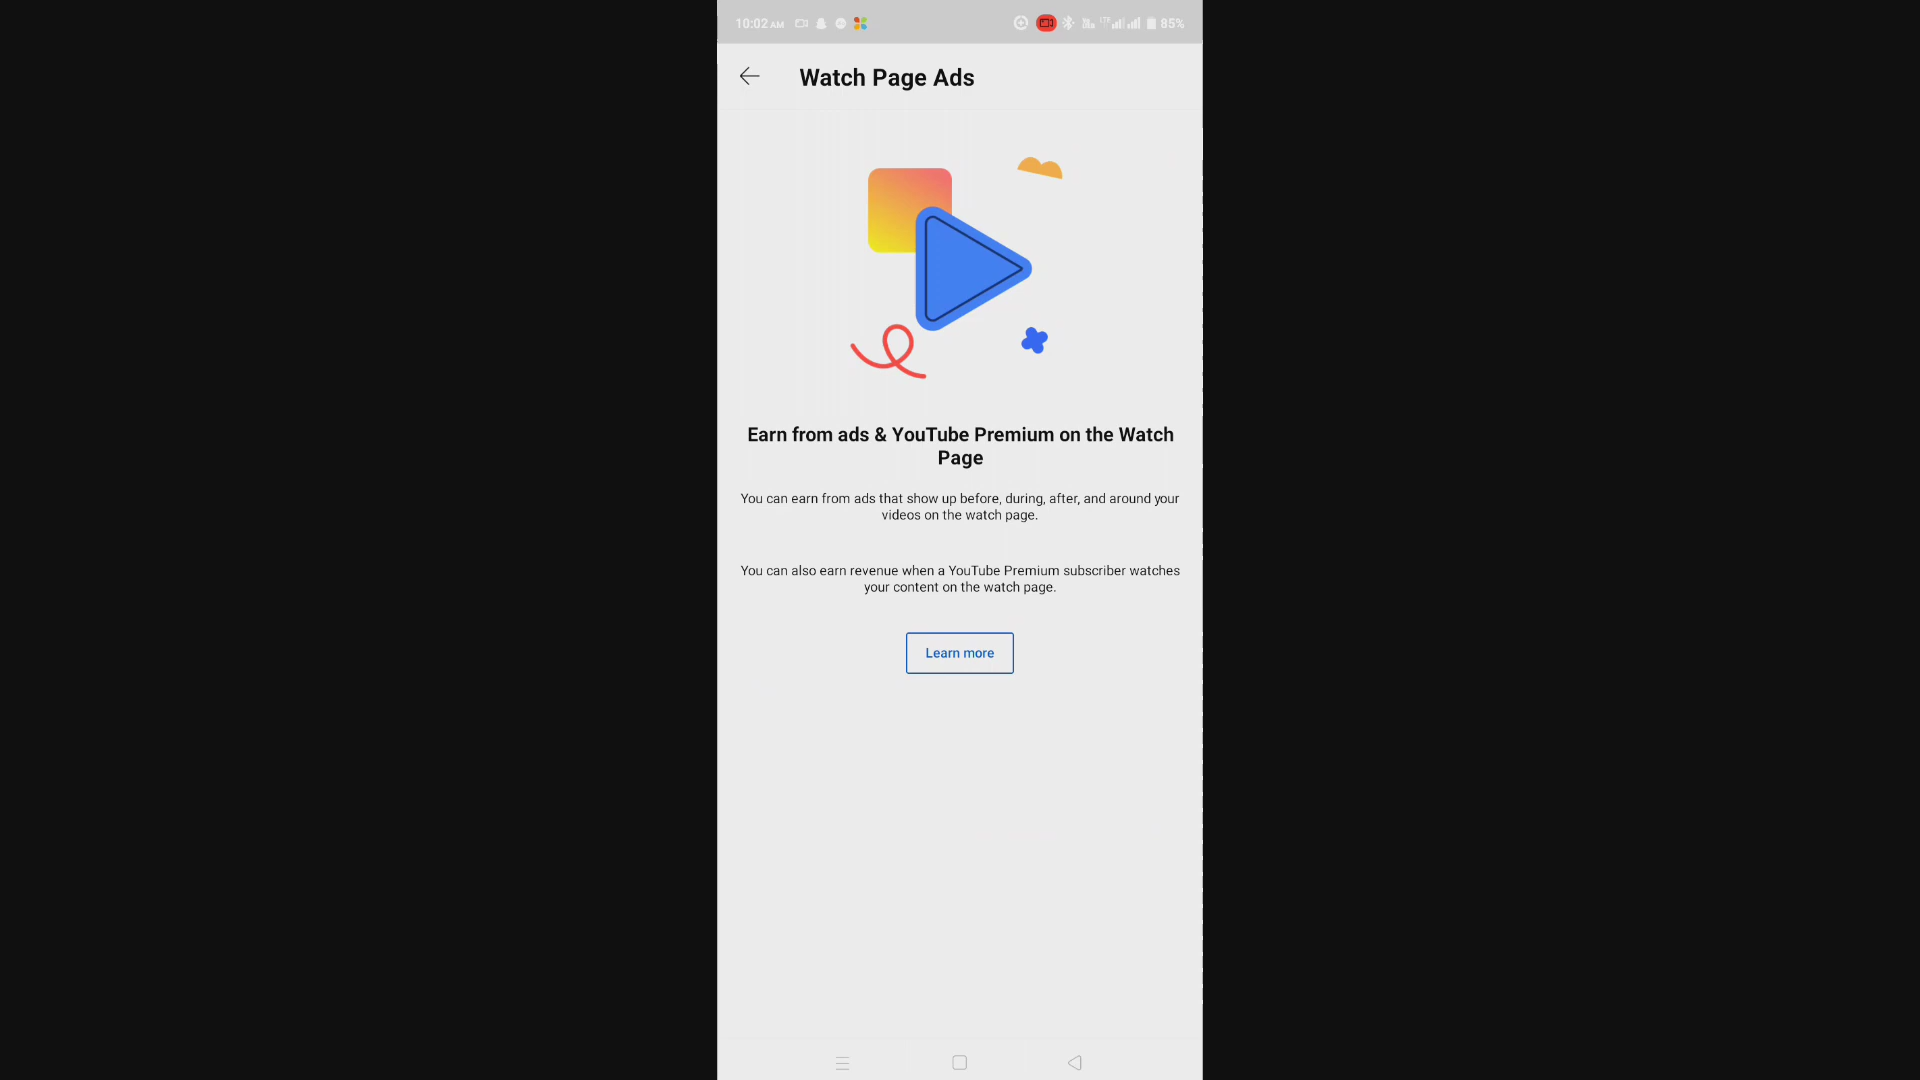 10:02 AM
85%
Watch Page Ads
Earn from ads & YouTube Premium on the Watch
Page
You can earn from ads that show up before, during, after, and around your
videos on the watch page.
You can also earn revenue when a YouTube Premium subscriber watches
your content on the watch page.
Learn more